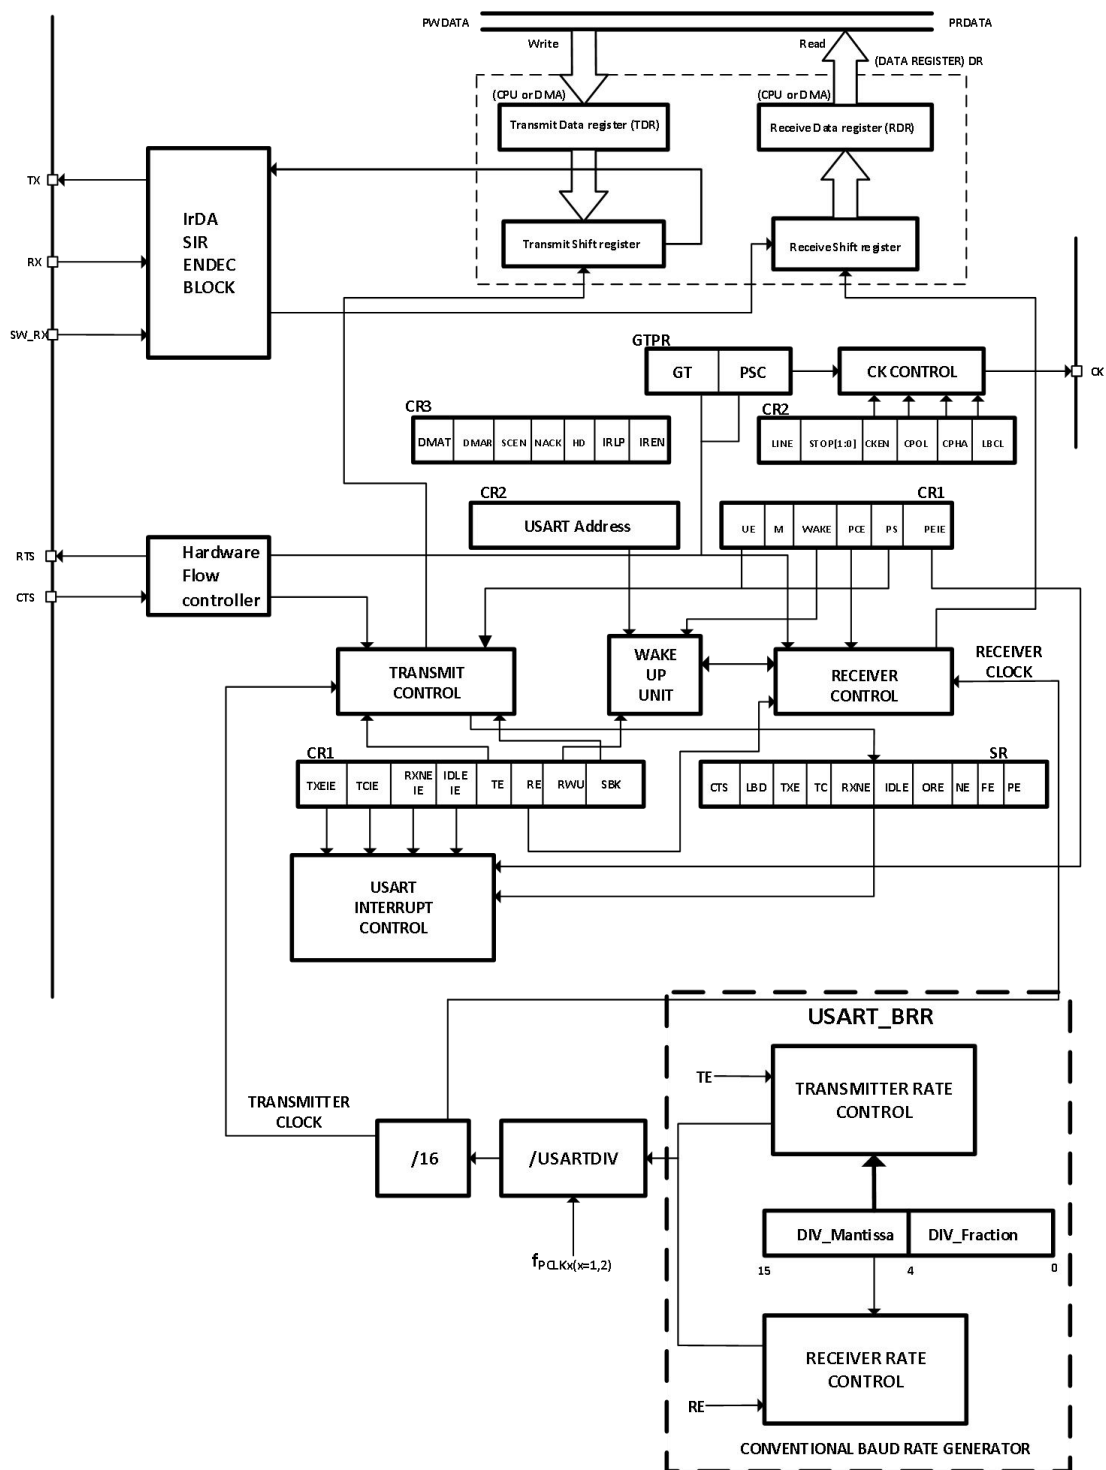 PWDATA
PRDATA
Write
Read
(DATA REGISTER) DR
(CPU or DMA)
(CPU or DMA)
Transmit Data register (TDR)
Receive Data register (RDR)
TX
IrDA
SIR
ENDEC
BLOCK
Transmit Shift register
Receive Shift register
RX
SW_RX
GTPR
GT
PSC
CK CONTROL
CK
CR3
CR2
DMAT
DMAR
SCEN
NACK
HD
IRLP
IREN
LINE
STOP[1:0]
CKEN
CPOL
CPHA
LBCL
CR2
CR1
USART Address
UE
M
WAKE
PCE
PS
PEIE
RTS
Hardware
Flow
controller
CTS
TRANSMIT
CONTROL
WAKE
UP
UNIT
RECEIVER
CONTROL
RECEIVER
CLOCK
CR1
SR
TXEIE
TCIE
RXNE
IE
IDLE
IE
TE
RE
RWU
SBK
CTS
LBD
TXE
TC
RXNE
IDLE
ORE
NE
FE
PE
USART
INTERRUPT
CONTROL
USART_BRR
TE
TRANSMITTER RATE
CONTROL
TRANSMITTER
CLOCK
/16
/USARTDIV
DIV_Mantissa
DIV_Fraction
fPCLKx(x=1,2)
15
4
0
RECEIVER RATE
CONTROL
RE
CONVENTIONAL BAUD RATE GENERATOR